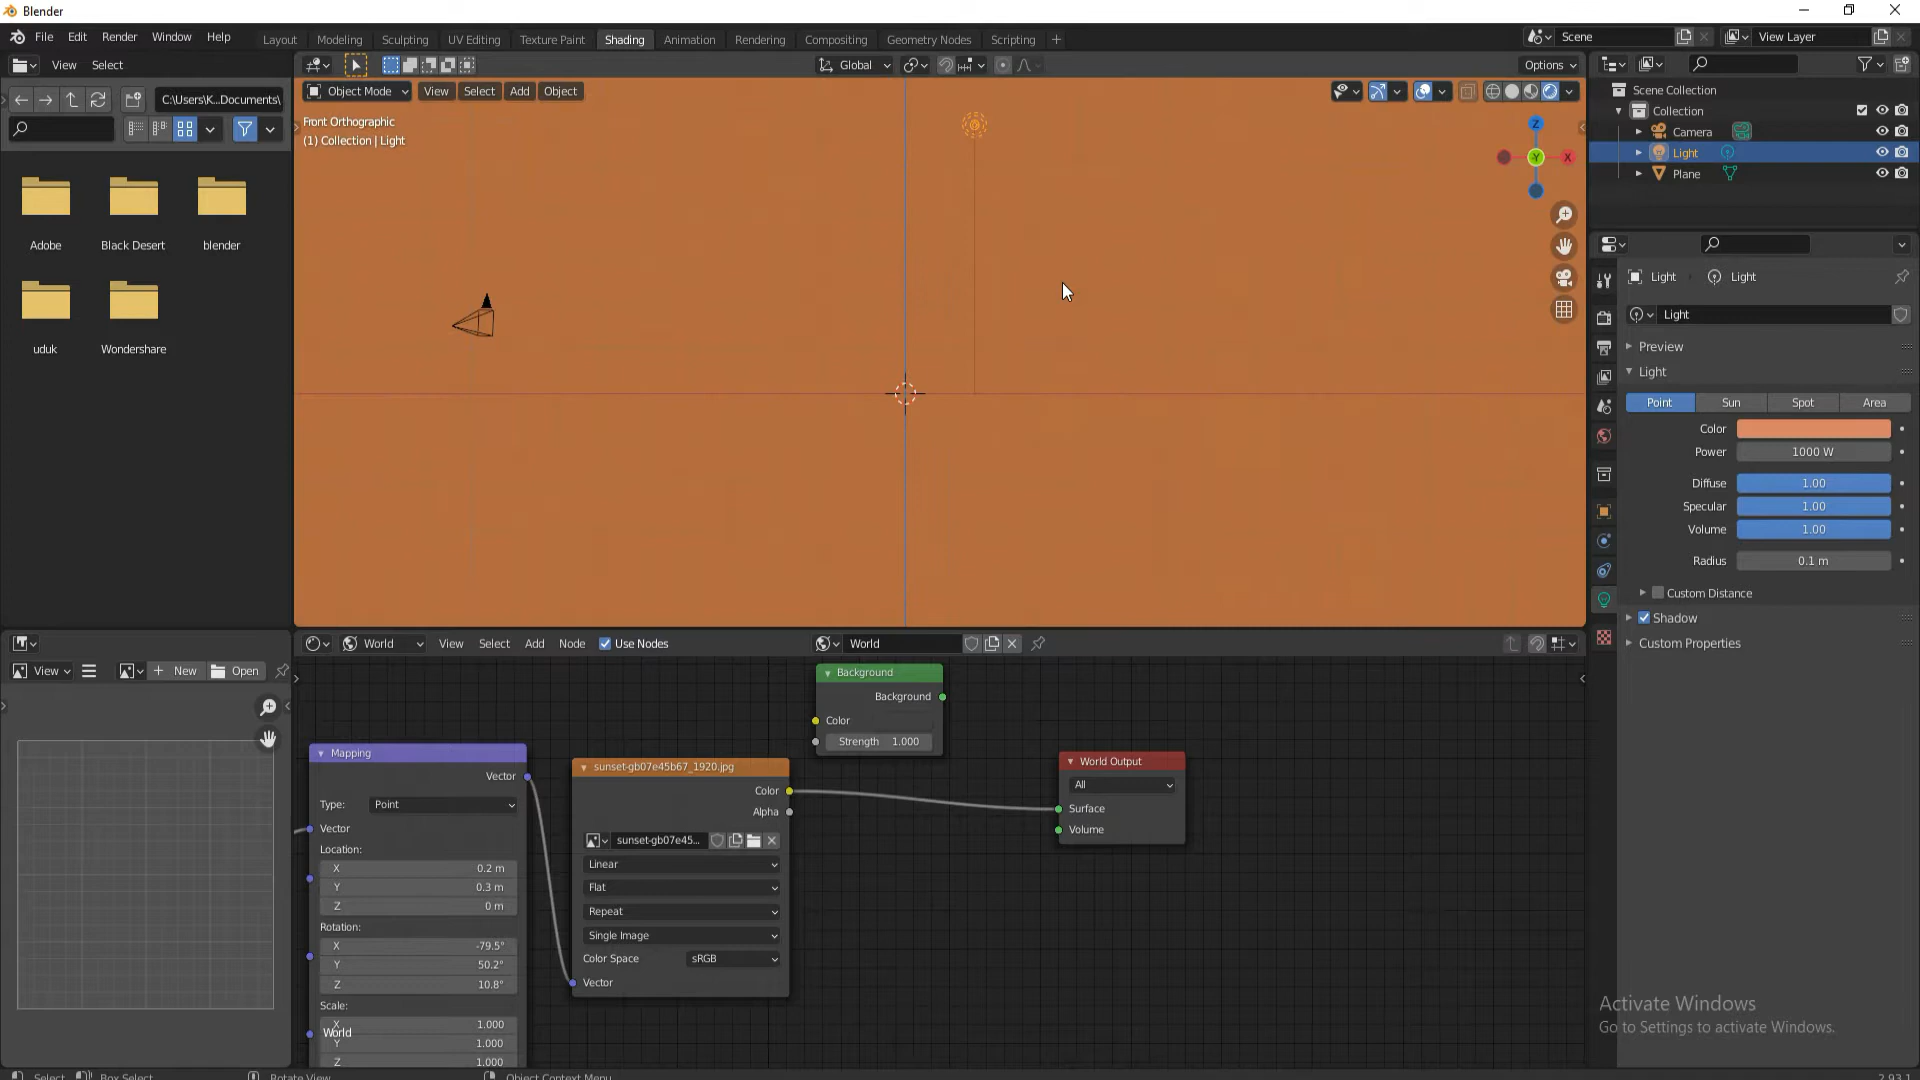 Blender
File Edit Render Window Help
Layout Modeling Sculpting UV Editing Texture Paint Shading Animation Rendering Compositing Geometry Nodes Scripting +
Scene
View Layer
View Select
Global
Options
C:\Users\K...Documents\
Object Mode View Select Add Object
Front Orthographic
(1) Collection | Light
Z
Y
X
Adobe
Black Desert
blender
uduk
Wondershare
Scene Collection
Collection
Camera
Light
Plane
Light Light
Light
Preview
Light
Point Sun Spot Area
Color
Power 1000 W
Diffuse 1.00
Specular 1.00
Volume 1.00
Radius 0.1 m
Custom Distance
Shadow
Custom Properties
World View Select Add Node Use Nodes
World
View New Open
Background
Background
Color
Strength 1.000
Mapping
Vector
Type: Point
Vector
Location:
X 0.2 m
Y 0.3 m
Z 0 m
Rotation:
X -79.5°
Y 50.2°
Z 10.8°
Scale:
X 1.000
Y 1.000
Z 1.000
World
sunset-gb07e45b67_1920.jpg
Color
Alpha
sunset-gb07e45...
Linear
Flat
Repeat
Single Image
Color Space sRGB
Vector
World Output
All
Surface
Volume
Activate Windows
Go to Settings to activate Windows.
Select Box Select Rotate View Object Context Menu 2.93.1